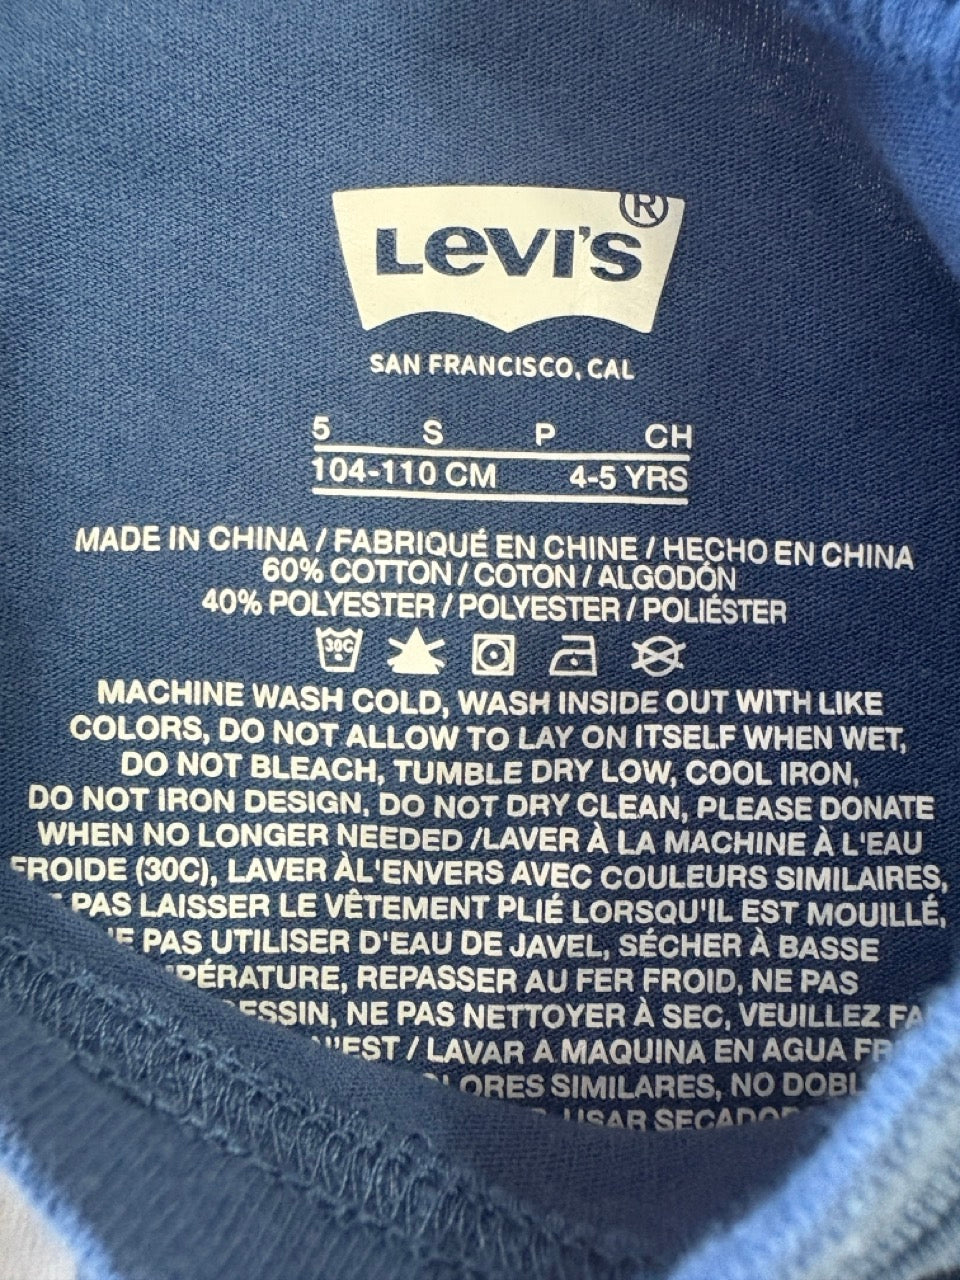 LEVI'S®
SAN FRANCISCO, CAL
5 S P CH
104-110 CM 4-5 YRS
MADE IN CHINA / FABRIQUÉ EN CHINE / HECHO EN CHINA
60% COTTON / COTON / ALGODÓN
40% POLYESTER / POLYESTER / POLIÉSTER
30C
MACHINE WASH COLD, WASH INSIDE OUT WITH LIKE
COLORS, DO NOT ALLOW TO LAY ON ITSELF WHEN WET,
DO NOT BLEACH, TUMBLE DRY LOW, COOL IRON,
DO NOT IRON DESIGN, DO NOT DRY CLEAN, PLEASE DONATE
WHEN NO LONGER NEEDED /LAVER À LA MACHINE À L'EAU
FROIDE (30C), LAVER ÀL'ENVERS AVEC COULEURS SIMILAIRES,
PAS LAISSER LE VÊTEMENT PLIÉ LORSQU'IL EST MOUILLÉ,
PAS UTILISER D'EAU DE JAVEL, SÉCHER À BASSE
REPASSER AU FER FROID, NE PAS
NE PAS NETTOYER À SEC, VEUILLEZ
/ LAVAR A MAQUINA EN AGUA
SIMILARES, NO
USAR